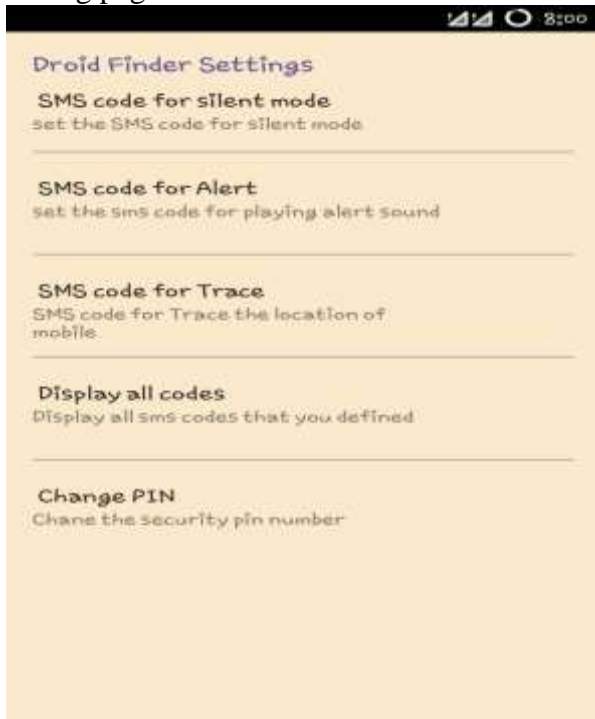 8:00
Droid Finder Settings
SMS code for silent mode
set the SMS code for silent mode
SMS code for Alert
set the sms code for playing alert sound
SMS code for Trace
SMS code for Trace the location of
mobile
Display all codes
Display all sms codes that you defined
Change PIN
Chane the security pin number